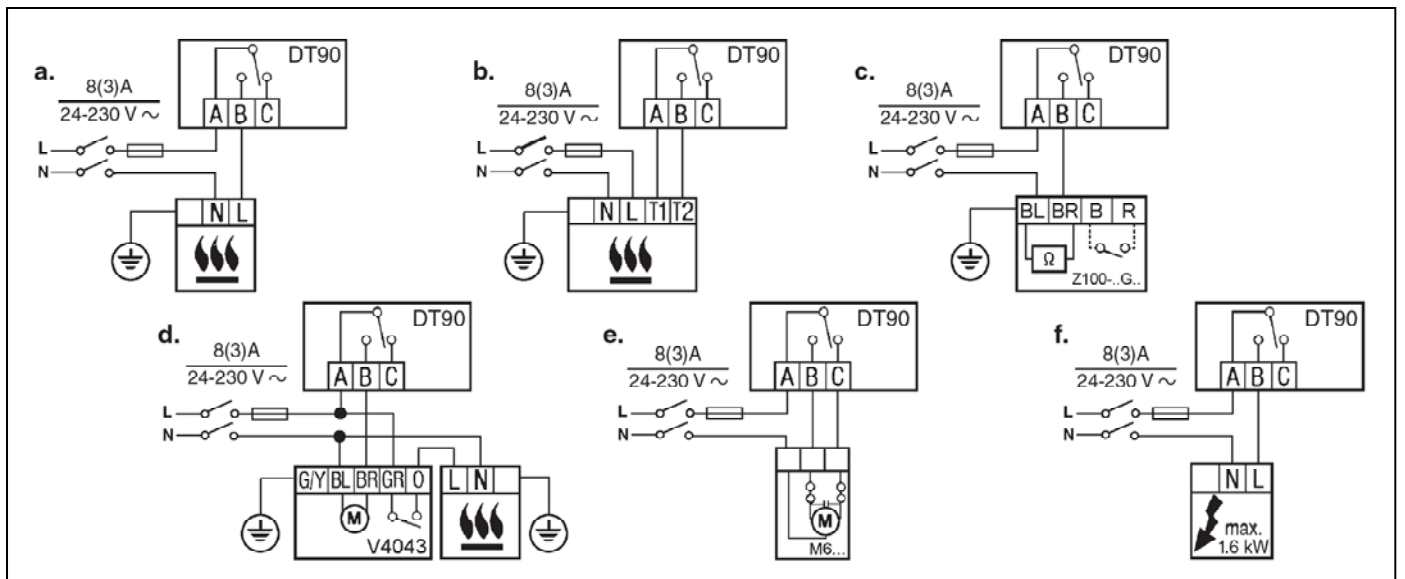 a.
8(3)A
24-230 V ~
L
N
DT90
A B C
N L
b.
8(3)A
24-230 V ~
L
N
DT90
A B C
N L T1 T2
c.
8(3)A
24-230 V ~
L
N
DT90
A B C
BL BR B R
Ω
Z100-..G..
d.
8(3)A
24-230 V ~
L
N
DT90
A B C
G/Y BL BR GR O
M
V4043
L N
e.
8(3)A
24-230 V ~
L
N
DT90
A B C
M
M6...
f.
8(3)A
24-230 V ~
L
N
DT90
A B C
N L
max.
1.6 kW